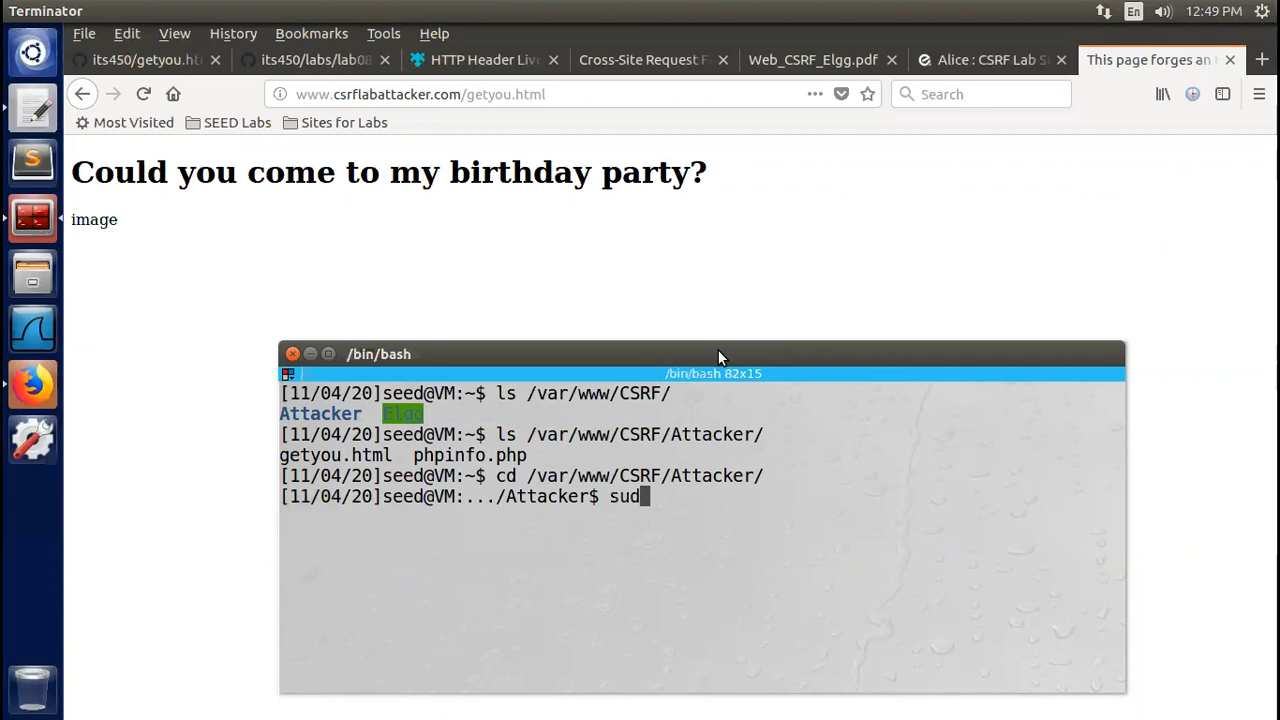 Terminator
En
12:49 PM
File Edit View History Bookmarks Tools Help
its450/getyou.ht
its450/labs/lab08
HTTP Header Live
Cross-Site Request F
Web_CSRF_Elgg.pdf
Alice : CSRF Lab S
This page forges an
www.csrflabattacker.com/getyou.html
Search
Most Visited
SEED Labs
Sites for Labs
Could you come to my birthday party?
image
/bin/bash
/bin/bash 82x15
[11/04/20]seed@VM:~$ ls /var/www/CSRF/
Attacker Elgg
[11/04/20]seed@VM:~$ ls /var/www/CSRF/Attacker/
getyou.html phpinfo.php
[11/04/20]seed@VM:~$ cd /var/www/CSRF/Attacker/
[11/04/20]seed@VM:.../Attacker$ sud